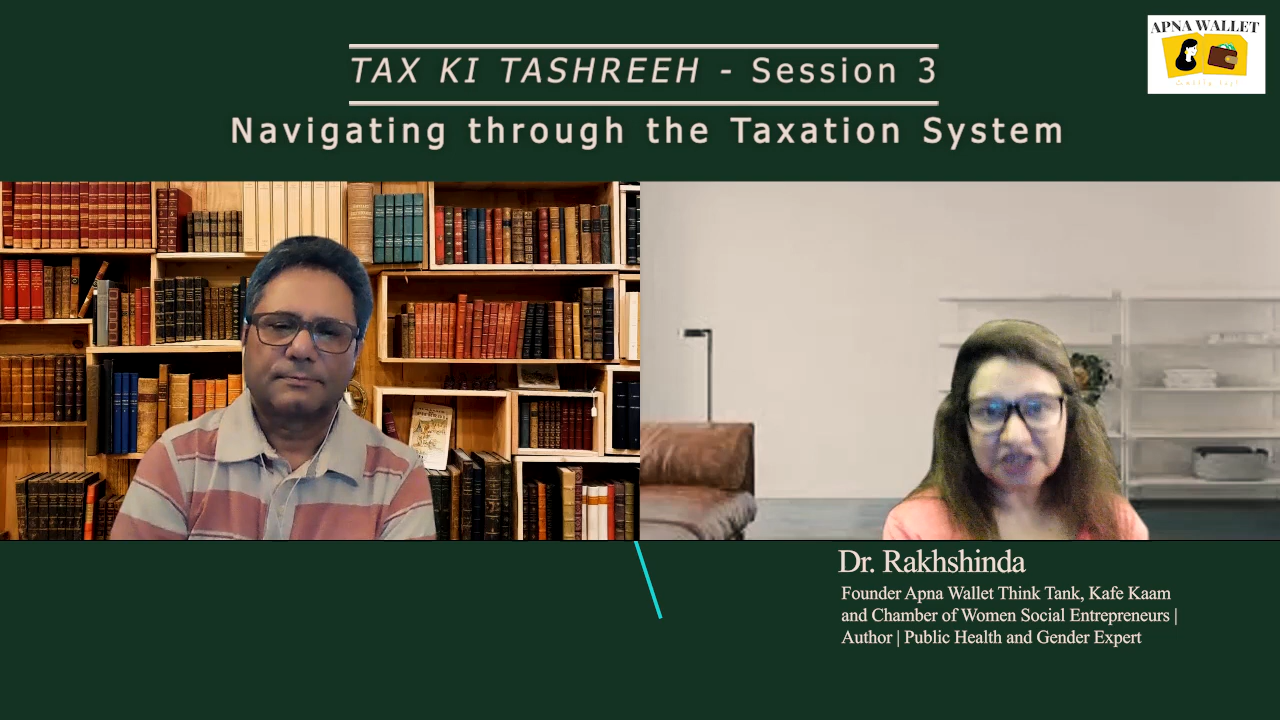 APNA WALLET
TAX KI TASHREEH - Session 3
Navigating through the Taxation System
Dr. Rakhshinda
Founder Apna Wallet Think Tank, Kafe Kaam
and Chamber of Women Social Entrepreneurs |
Author | Public Health and Gender Expert